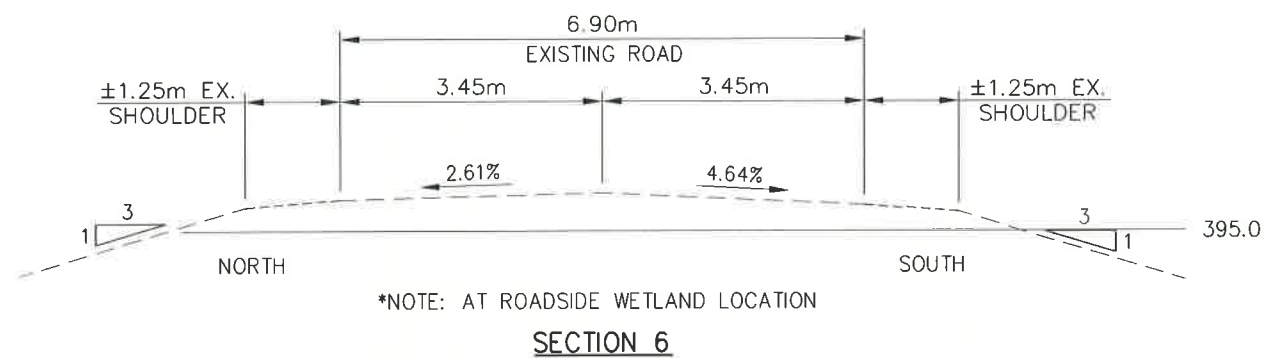 6.90m
EXISTING ROAD
±1.25m EX.
SHOULDER
3.45m
3.45m
±1.25m EX.
SHOULDER
2.61%
4.64%
3
1
3
1
395.0
NORTH
SOUTH
*NOTE: AT ROADSIDE WETLAND LOCATION
SECTION 6